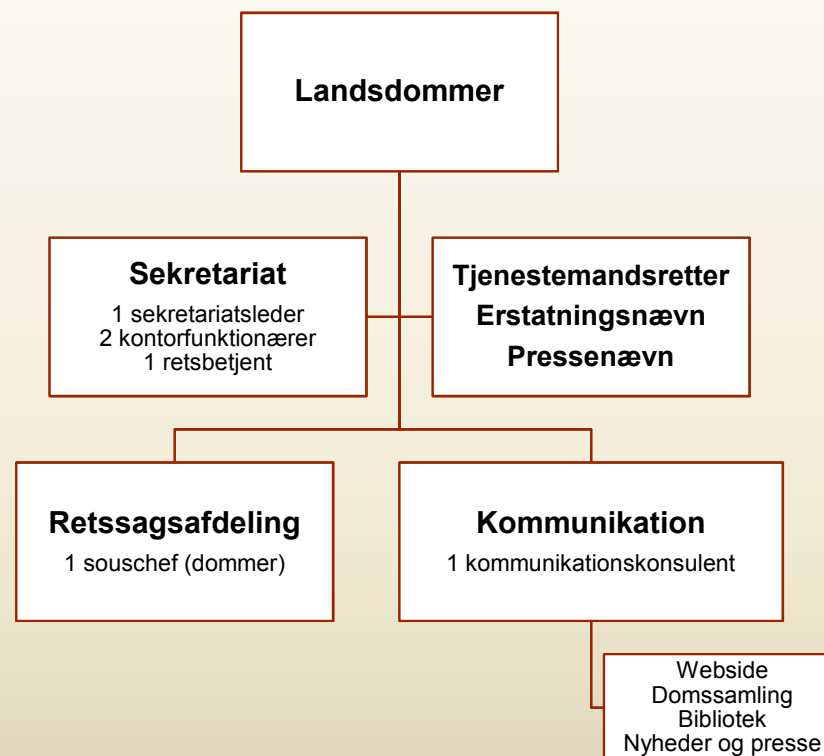 Landsdommer
Sekretariat
1 sekretariatsleder
2 kontorfunktionærer
1 retsbetjent
Tjenestemandsretter
Erstatningsnævn
Pressenævn
Retssagsafdeling
1 souschef (dommer)
Kommunikation
1 kommunikationskonsulent
Webside
Domssamling
Bibliotek
Nyheder og presse